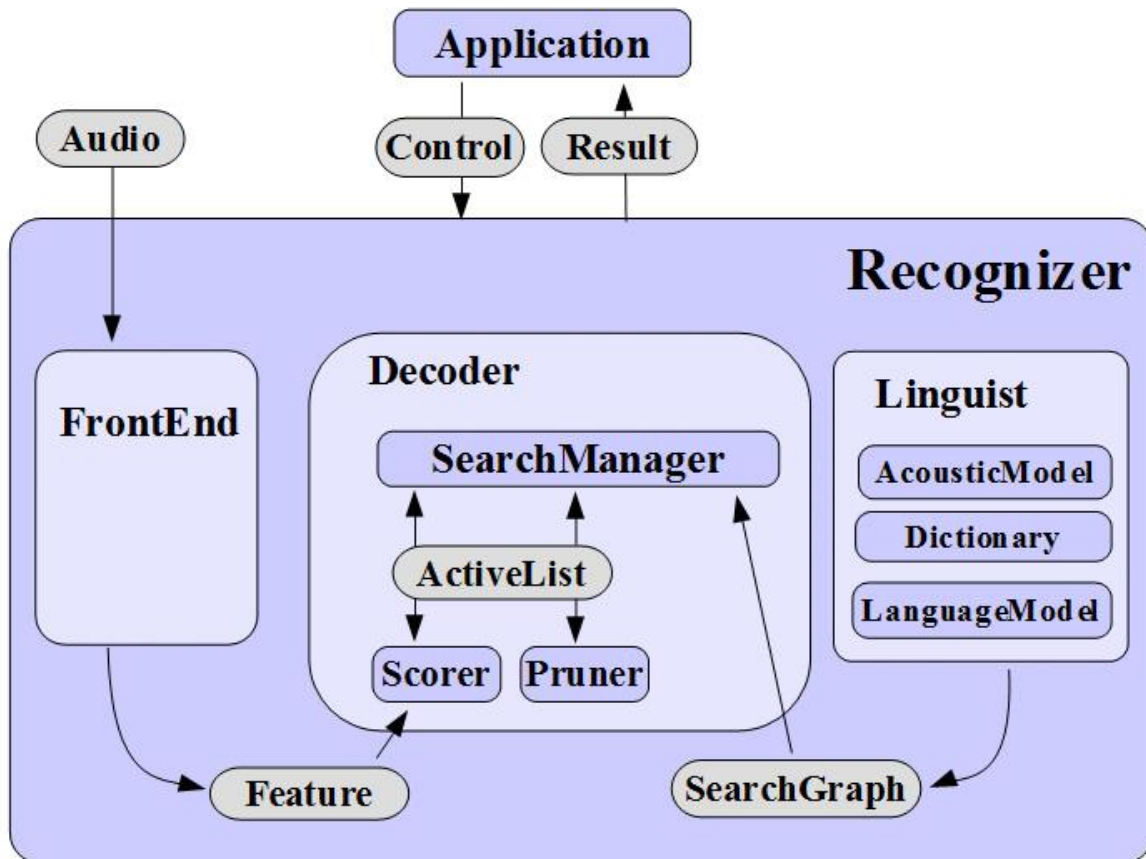 Application
Audio
Control
Result
Recognizer
FrontEnd
Decoder
SearchManager
ActiveList
Scorer
Pruner
Linguist
AcousticModel
Dictionary
LanguageModel
Feature
SearchGraph